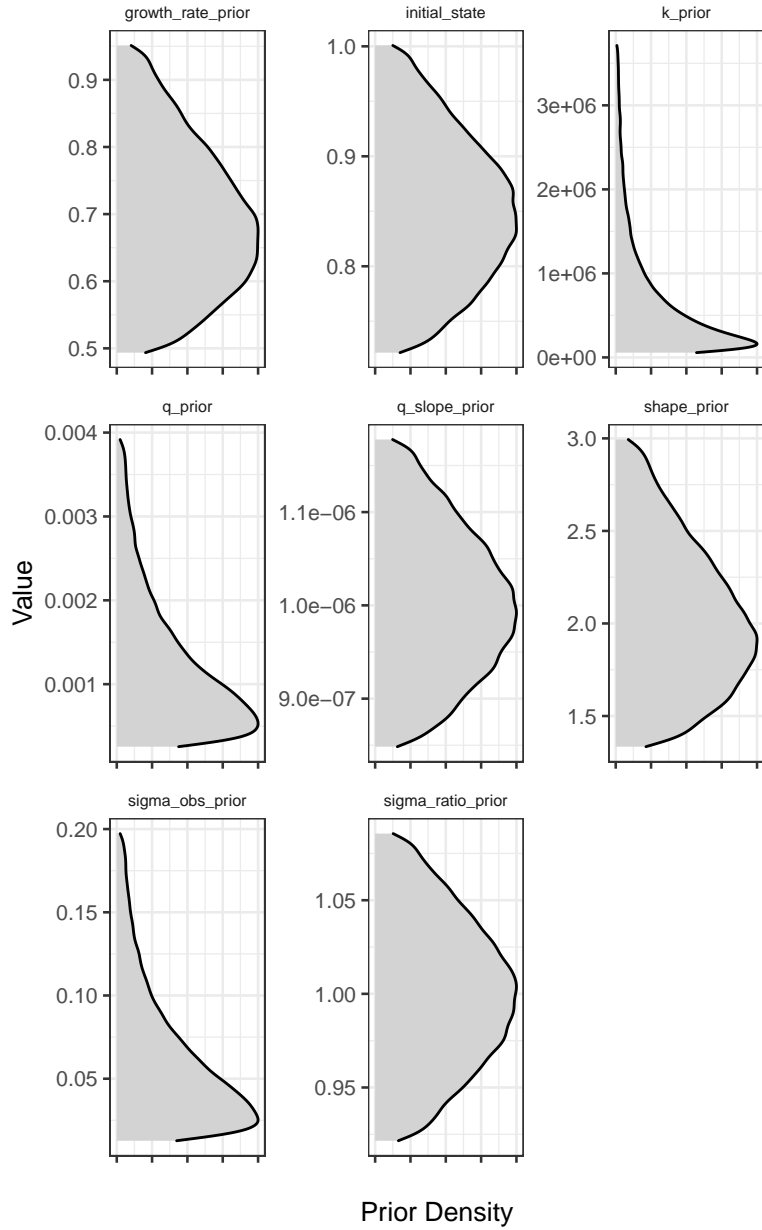 growth_rate_prior
initial_state
k_prior
0.9
0.8
0.7
0.6
0.5
1.0
0.9
0.8
3e+06
2e+06
1e+06
0e+00
q_prior
q_slope_prior
shape_prior
0.004
0.003
0.002
0.001
1.1e−06
1.0e−06
9.0e−07
3.0
2.5
2.0
1.5
sigma_obs_prior
sigma_ratio_prior
0.20
0.15
0.10
0.05
1.05
1.00
0.95
Value
Prior Density